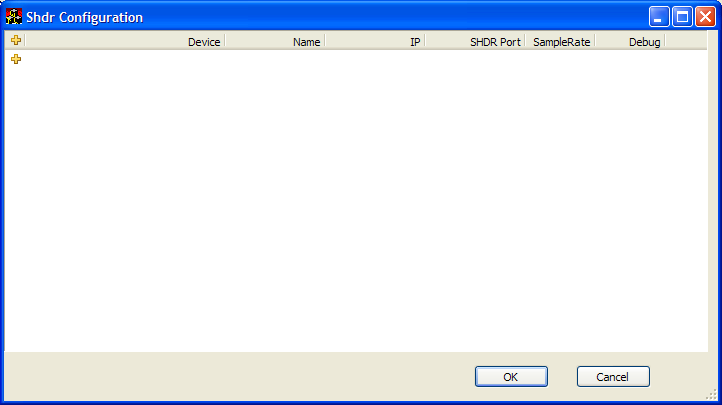 Shdr Configuration
Device Name IP SHDR Port SampleRate Debug
OK Cancel